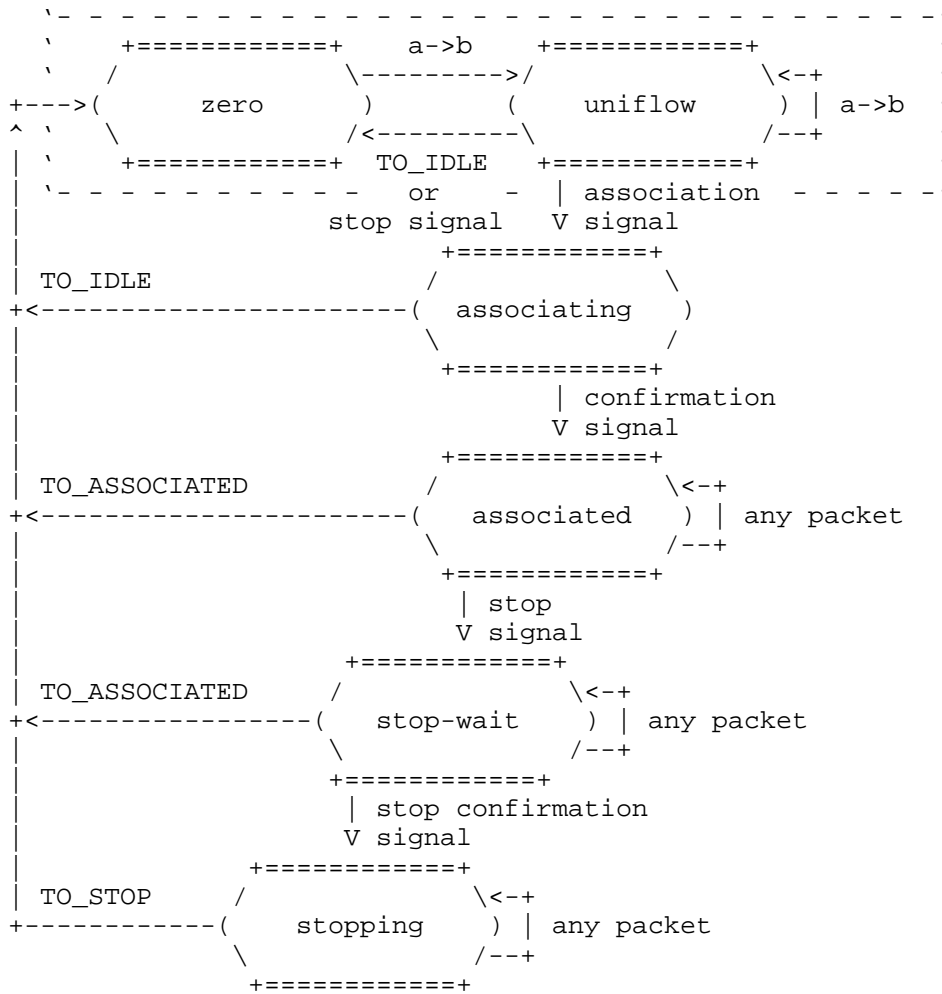 a->b
zero uniflow a->b
TO_IDLE
or association
stop signal signal
TO_IDLE
associating
confirmation
signal
TO_ASSOCIATED
associated any packet
stop
signal
TO_ASSOCIATED
stop-wait any packet
stop confirmation
signal
TO_STOP
stopping any packet